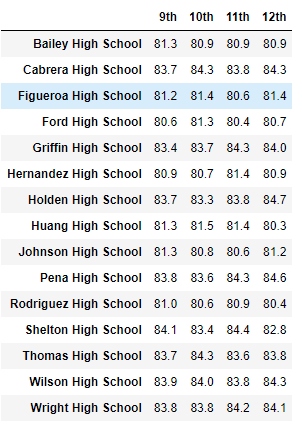 9th 10th 11th 12th
Bailey High School 81.3 80.9 80.9 80.9
Cabrera High School 83.7 84.3 83.8 84.3
Figueroa High School 81.2 81.4 80.6 81.4
Ford High School 80.6 81.3 80.4 80.7
Griffin High School 83.4 83.7 84.3 84.0
Hernandez High School 80.9 80.7 81.4 80.9
Holden High School 83.7 83.3 83.8 84.7
Huang High School 81.3 81.5 81.4 80.3
Johnson High School 81.3 80.8 80.6 81.2
Pena High School 83.8 83.6 84.3 84.6
Rodriguez High School 81.0 80.6 80.9 80.4
Shelton High School 84.1 83.4 84.4 82.8
Thomas High School 83.7 84.3 83.6 83.8
Wilson High School 83.9 84.0 83.8 84.3
Wright High School 83.8 83.8 84.2 84.1